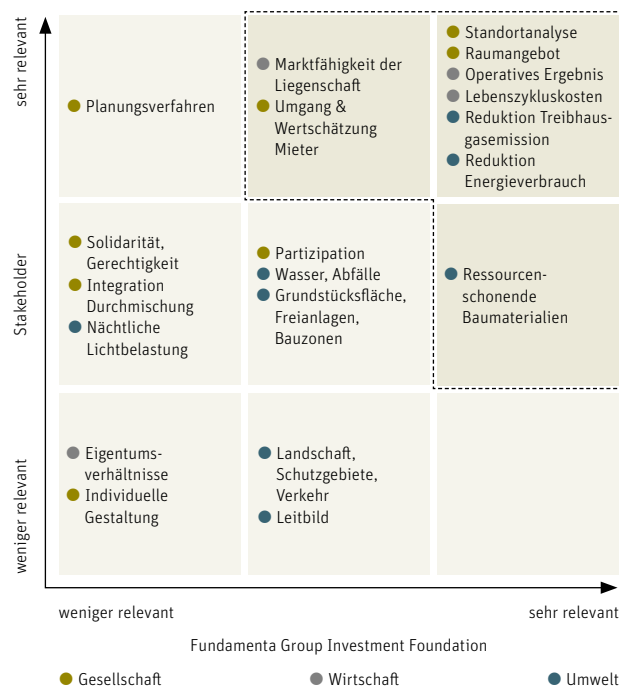 sehr relevant
Stakeholder
weniger relevant
Planungsverfahren
Marktfähigkeit der
Liegenschaft
Umgang &
Wertschätzung
Mieter
Standortanalyse
Raumangebot
Operatives Ergebnis
Lebenszykluskosten
Reduktion Treibhaus-
gasemission
Reduktion
Energieverbrauch
Solidarität,
Gerechtigkeit
Integration
Durchmischung
Nächtliche
Lichtbelastung
Partizipation
Wasser, Abfälle
Grundstücksfläche,
Freianlagen,
Bauzonen
Ressourcen-
schonende
Baumaterialien
Eigentums-
verhältnisse
Individuelle
Gestaltung
Landschaft,
Schutzgebiete,
Verkehr
Leitbild
weniger relevant
sehr relevant
Fundamenta Group Investment Foundation
Gesellschaft
Wirtschaft
Umwelt